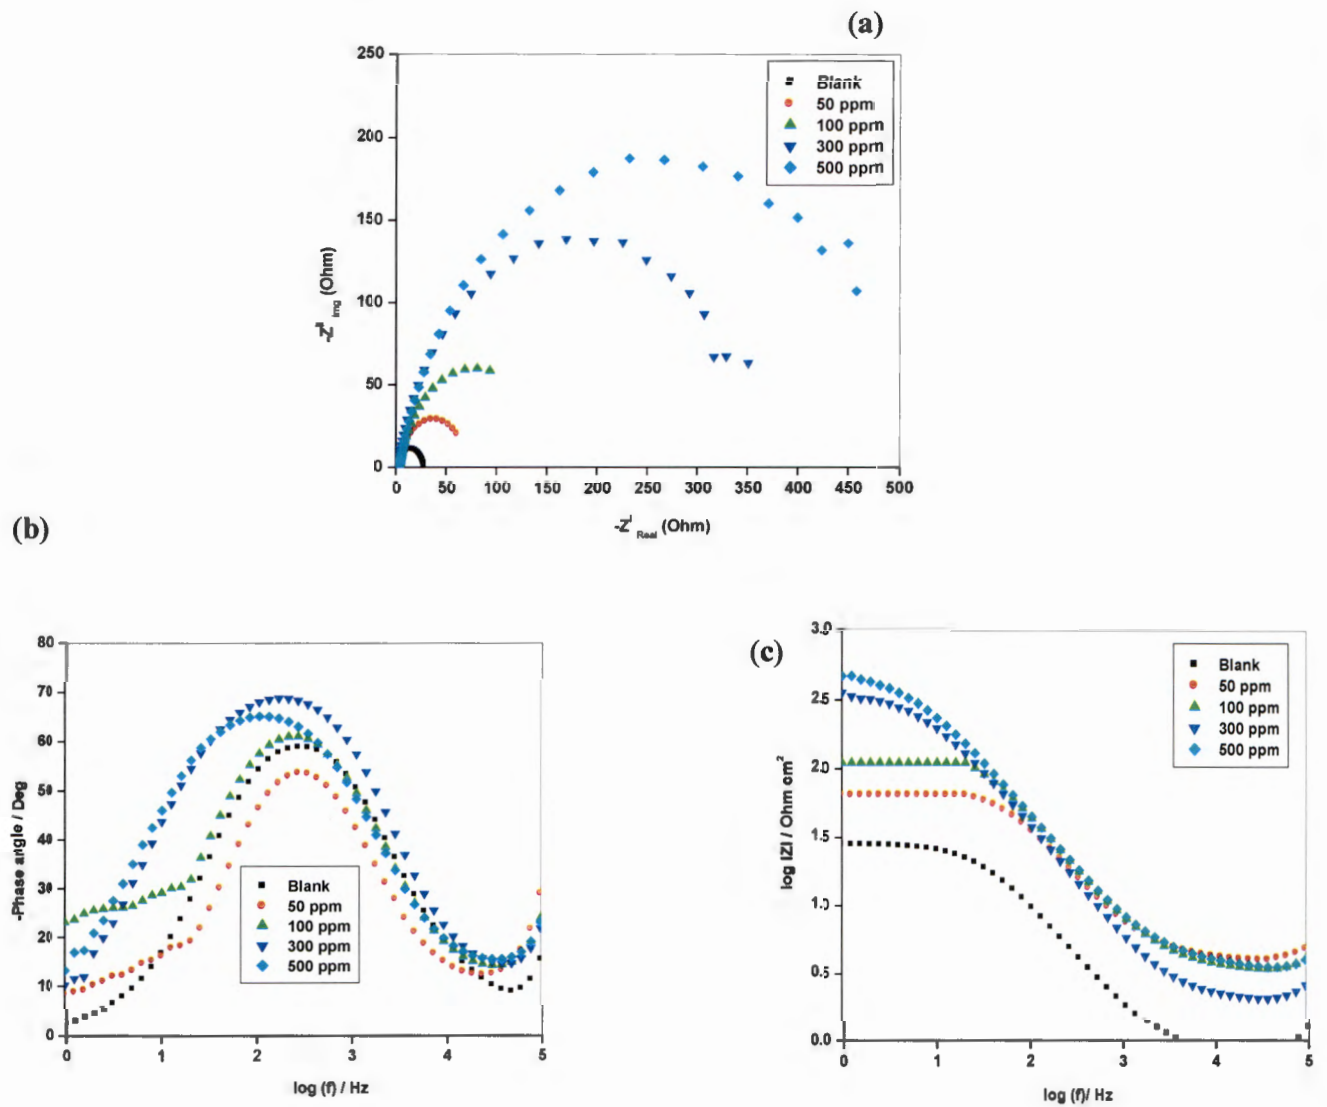 (a)
250
200
150
100
50
0
-Z^II Img (Ohm)
Blank
50 ppm
100 ppm
300 ppm
500 ppm
0 50 100 150 200 250 300 350 400 450 500
-Z^I Real (Ohm)
(b)
80
70
60
50
40
30
20
10
0
-Phase angle / Deg
Blank
50 ppm
100 ppm
300 ppm
500 ppm
0 1 2 3 4 5
log (f) / Hz
(c)
3.0
2.5
2.0
1.5
1.0
0.5
0.0
log IZI / Ohm cm²
Blank
50 ppm
100 ppm
300 ppm
500 ppm
0 1 2 3 4 5
log (f)/ Hz